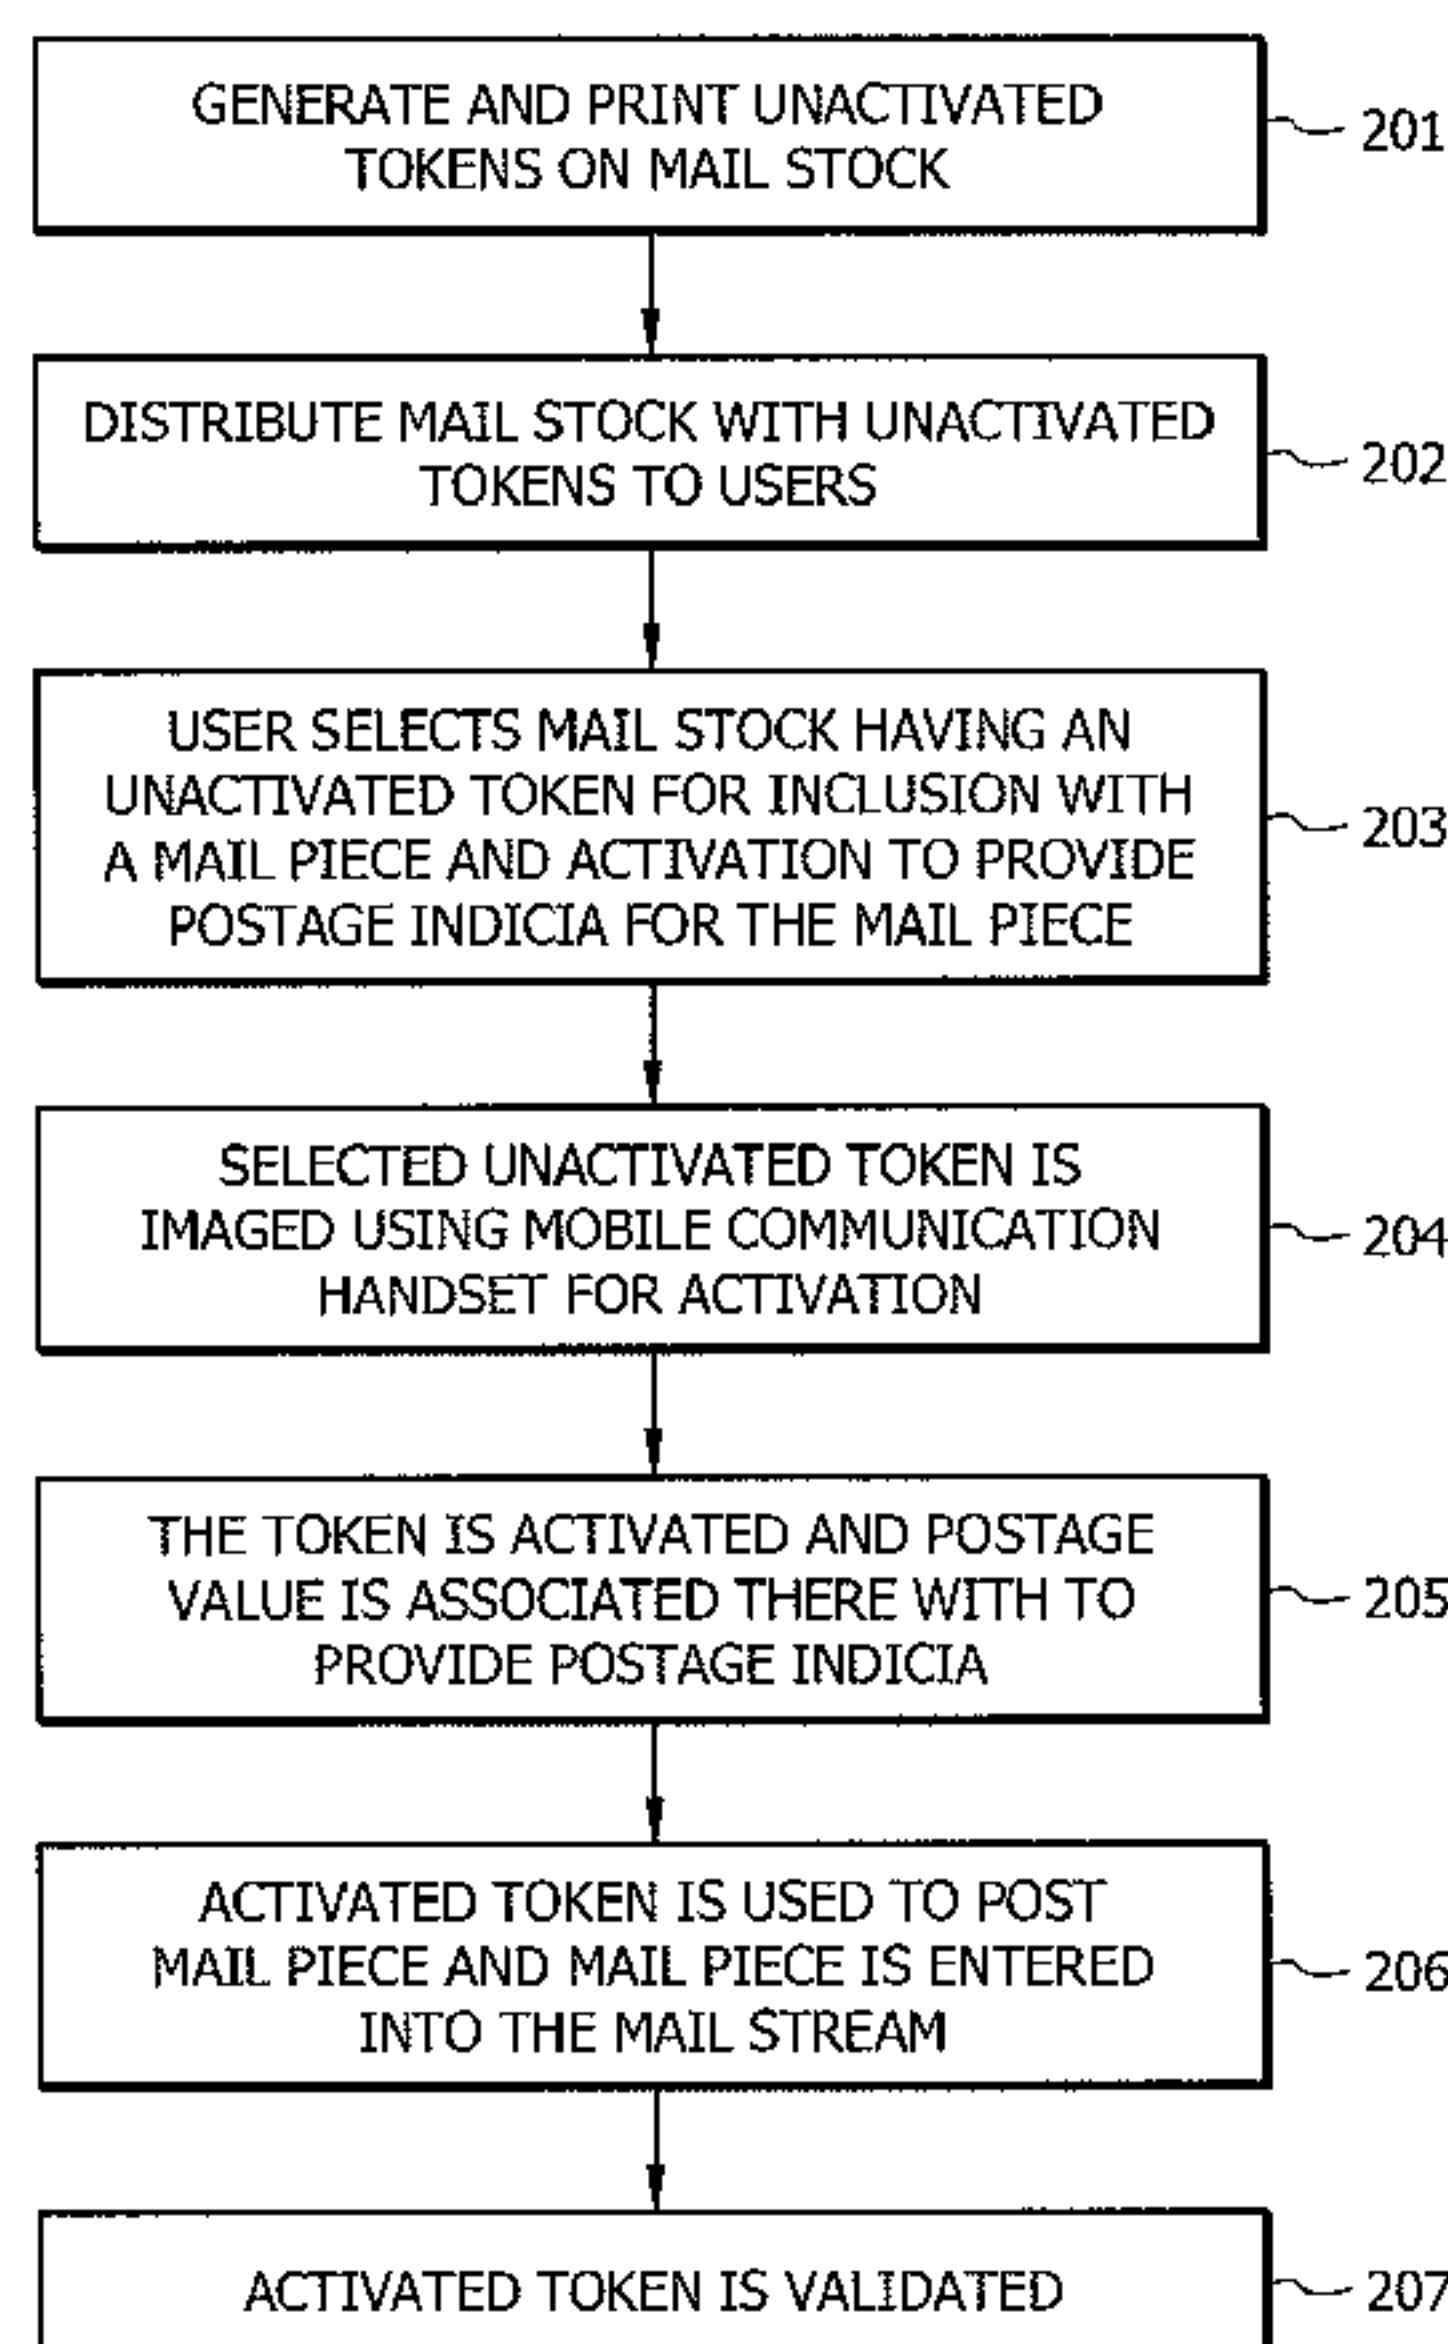 GENERATE AND PRINT UNACTIVATED
TOKENS ON MAIL STOCK
201
DISTRIBUTE MAIL STOCK WITH UNACTIVATED
TOKENS TO USERS
202
USER SELECTS MAIL STOCK HAVING AN
UNACTIVATED TOKEN FOR INCLUSION WITH
A MAIL PIECE AND ACTIVATION TO PROVIDE
POSTAGE INDICIA FOR THE MAIL PIECE
203
SELECTED UNACTIVATED TOKEN IS
IMAGED USING MOBILE COMMUNICATION
HANDSET FOR ACTIVATION
204
THE TOKEN IS ACTIVATED AND POSTAGE
VALUE IS ASSOCIATED THERE WITH TO
PROVIDE POSTAGE INDICIA
205
ACTIVATED TOKEN IS USED TO POST
MAIL PIECE AND MAIL PIECE IS ENTERED
INTO THE MAIL STREAM
206
ACTIVATED TOKEN IS VALIDATED
207